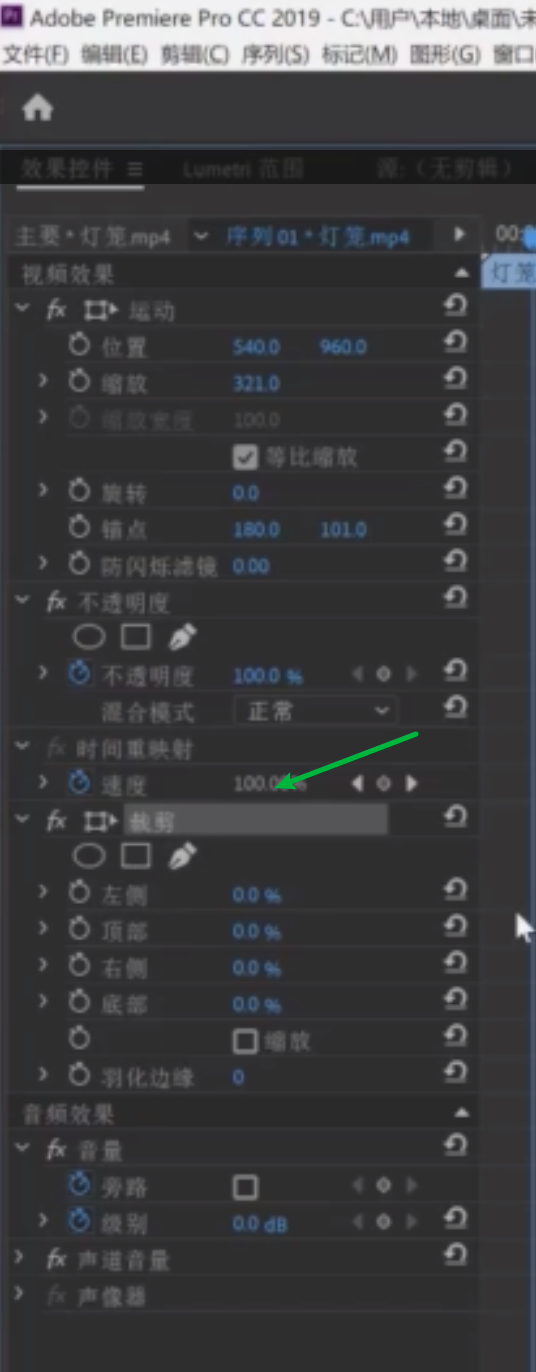 Adobe Premiere Pro CC 2019 - C:\用户\本地\桌面\未
文件(F) 编辑(E) 剪辑(C) 序列(S) 标记(M) 图形(G) 窗口
效果控件 Lumetri 范围 源:（无剪辑）
主要 * 灯笼.mp4 序列 01 * 灯笼.mp4 00:
视频效果 灯笼
fx 运动
位置 540.0 960.0
缩放 321.0
缩放宽度 100.0
等比缩放
旋转 0.0
锚点 180.0 101.0
防闪烁滤镜 0.00
fx 不透明度
不透明度 100.0 %
混合模式 正常
fx 时间重映射
速度 100.00%
fx 裁剪
左侧 0.0 %
顶部 0.0 %
右侧 0.0 %
底部 0.0 %
缩放
羽化边缘 0
音频效果
fx 音量
旁路
级别 0.0 dB
fx 声道音量
fx 声像器